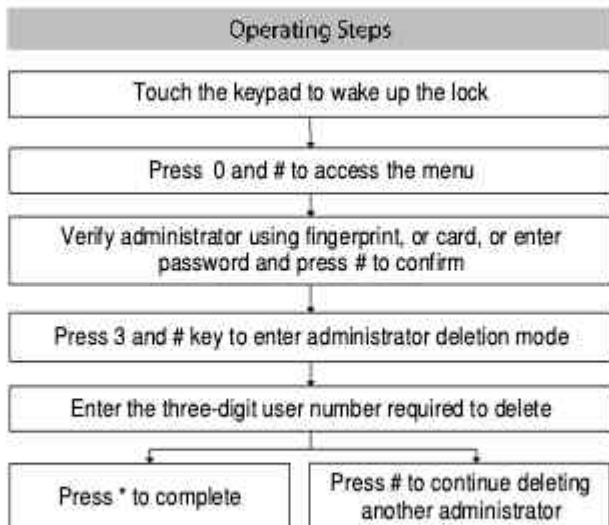 Operating Steps
Touch the keypad to wake up the lock
Press 0 and # to access the menu
Verify administrator using fingerprint, or card, or enter
password and press # to confirm
Press 3 and # key to enter administrator deletion mode
Enter the three-digit user number required to delete
Press * to complete
Press # to continue deleting
another administrator